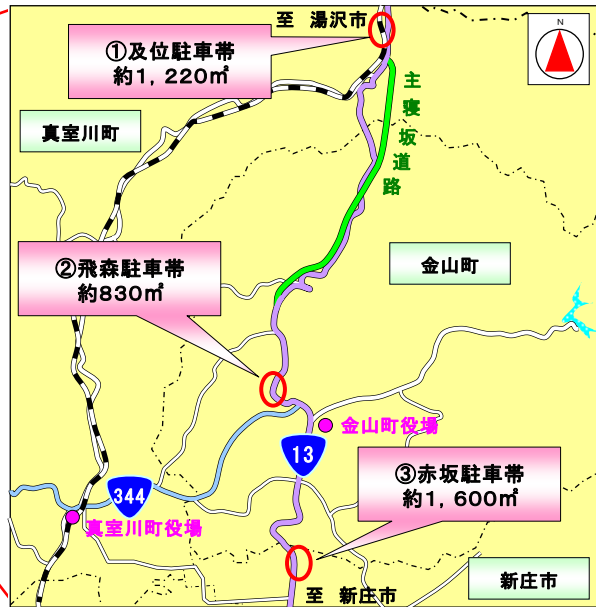 至 湯沢市
N
①及位駐車帯
約1,220㎡
主寝坂道路
真室川町
金山町
②飛森駐車帯
約830㎡
金山町役場
13
③赤坂駐車帯
約1,600㎡
344
真室川町役場
新庄市
至 新庄市